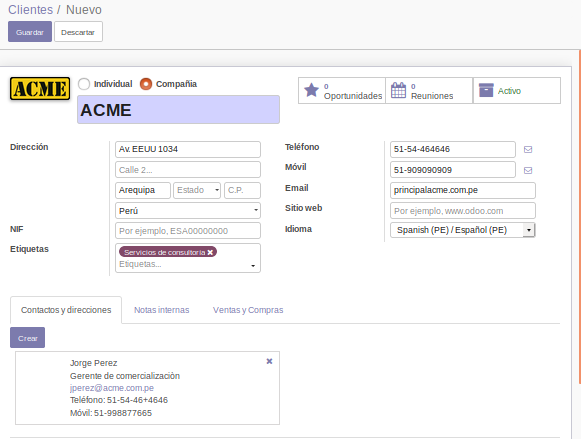 Clientes / Nuevo
Guardar Descartar
ACME
Individual Compañia
0 Oportunidades
0 Reuniones
Activo
ACME
Dirección Av. EEUU 1034
Calle 2...
Arequipa Estado C.P.
Perú
NIF Por ejemplo, ESA00000000
Etiquetas Servicios de consultoría ✖
Etiquetas...
Teléfono 51-54-464646
Móvil 51-909090909
Email principalacme.com.pe
Sitio web Por ejemplo, www.odoo.com
Idioma Spanish (PE) / Español (PE)
Contactos y direcciones Notas internas Ventas y Compras
Crear
Jorge Perez ✖
Gerente de comercialización
jperez@acme.com.pe
Teléfono: 51-54-46+4646
Móvil: 51-998877665